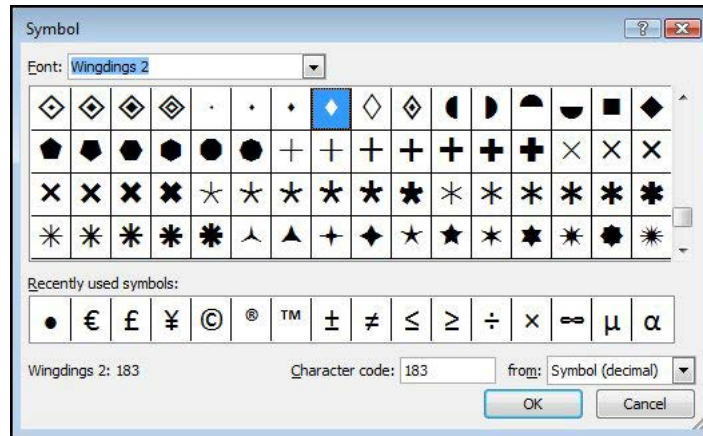 Symbol
Font: Wingdings 2
Recently used symbols:
● € £ ¥ © ® ™ ± ≠ ≤ ≥ ÷ × ∞ µ α
Wingdings 2: 183 Character code: 183 from: Symbol (decimal)
OK Cancel